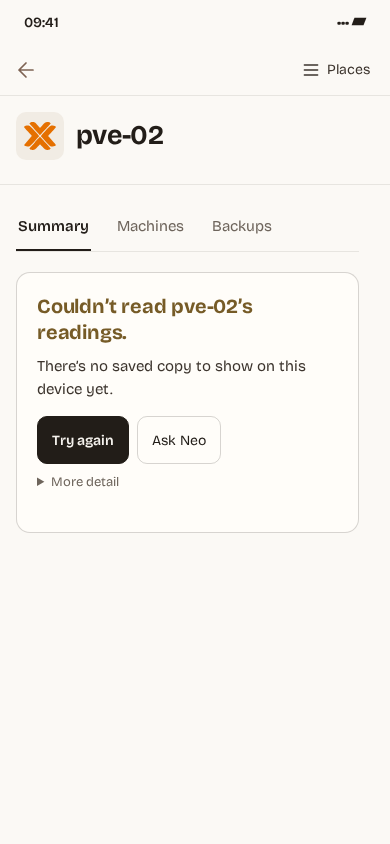 09:41
Places
pve-02
Summary
Machines
Backups
Couldn’t read pve-02’s
readings.
There’s no saved copy to show on this
device yet.
Try again
Ask Neo
More detail